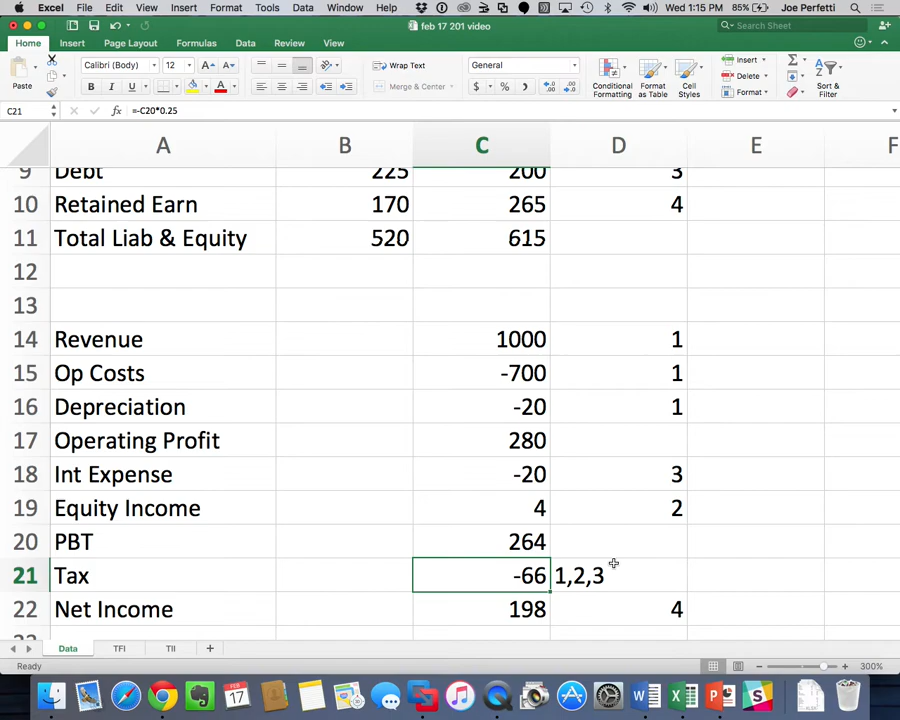 Excel File Edit View Insert Format Tools Data Window Help 85% Wed 1:15 PM Joe Perfetti
feb 17 201 video
Search Sheet
Home Insert Page Layout Formulas Data Review View
Paste
Calibri (Body) 12 A A
B I U A
Wrap Text
Merge & Center
General
$ % ,
Conditional Formatting
Format as Table
Cell Styles
Insert
Delete
Format
Sort & Filter
C21 fx =-C20*0.25
A B C D E F
9 Debt 225 200 3
10 Retained Earn 170 265 4
11 Total Liab & Equity 520 615
12
13
14 Revenue 1000 1
15 Op Costs -700 1
16 Depreciation -20 1
17 Operating Profit 280
18 Int Expense -20 3
19 Equity Income 4 2
20 PBT 264
21 Tax -66 1,2,3
22 Net Income 198 4
Data TFI TII
Ready 300%
FEB 17